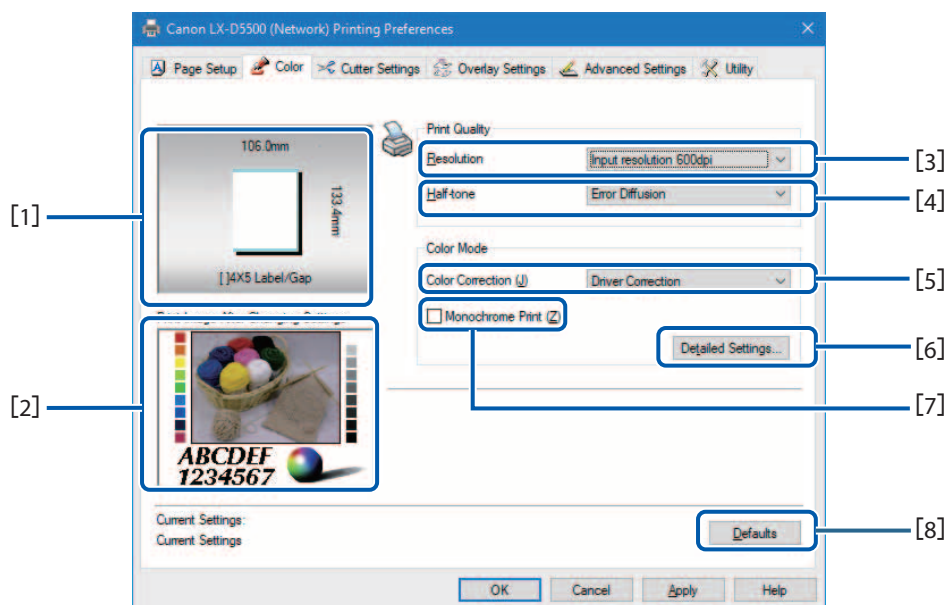 Canon LX-D5500 (Network) Printing Preferences
Page Setup Color Cutter Settings Overlay Settings Advanced Settings Utility
106.0mm
133.4mm
[ ]4X5 Label/Gap
[1]
Print Quality
Resolution Input resolution 600dpi
[3]
Half-tone Error Diffusion
[4]
Color Mode
Color Correction (J) Driver Correction
[5]
Monochrome Print (Z)
Detailed Settings...
[6]
[7]
[2]
ABCDEF
1234567
Current Settings:
Current Settings
Defaults
[8]
OK Cancel Apply Help